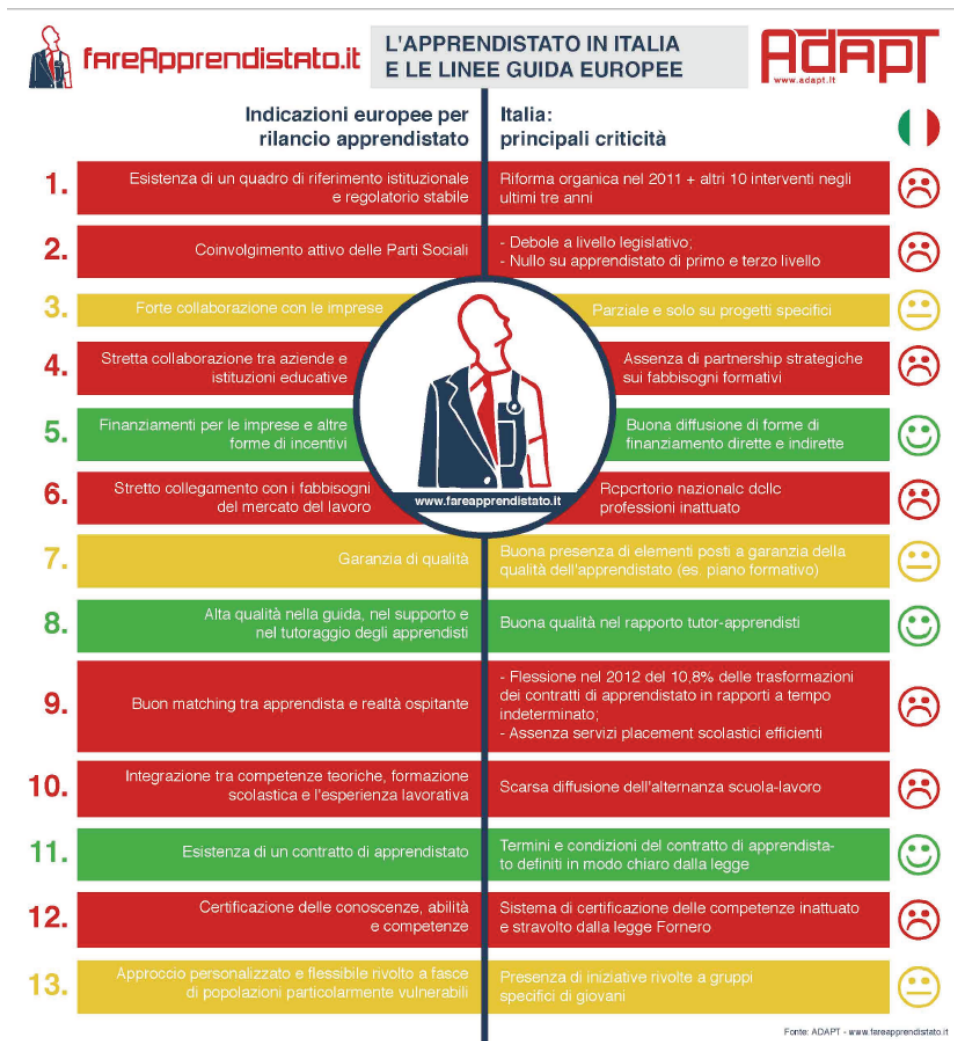 fareApprendistato.it
L'APPRENDISTATO IN ITALIA
E LE LINEE GUIDA EUROPEE
ADAPT
www.adapt.it
Indicazioni europee per
rilancio apprendistato
Italia:
principali criticità
1.
Esistenza di un quadro di riferimento istituzionale
e regolatorio stabile
Riforma organica nel 2011 + altri 10 interventi negli
ultimi tre anni
2.
Coinvolgimento attivo delle Parti Sociali
- Debole a livello legislativo;
- Nullo su apprendistato di primo e terzo livello
3.
Forte collaborazione con le imprese
Parziale e solo su progetti specifici
4.
Stretta collaborazione tra aziende e
istituzioni educative
Assenza di partnership strategiche
sui fabbisogni formativi
5.
Finanziamenti per le imprese e altre
forme di incentivi
Buona diffusione di forme di
finanziamento dirette e indirette
6.
Stretto collegamento con i fabbisogni
del mercato del lavoro
Repertorio nazionale delle
professioni inattuato
www.fareapprendistato.it
7.
Garanzia di qualità
Buona presenza di elementi posti a garanzia della
qualità dell'apprendistato (es. piano formativo)
8.
Alta qualità nella guida, nel supporto e
nel tutoraggio degli apprendisti
Buona qualità nel rapporto tutor-apprendisti
9.
Buon matching tra apprendista e realtà ospitante
- Flessione nel 2012 del 10,8% delle trasformazioni
dei contratti di apprendistato in rapporti a tempo
indeterminato;
- Assenza servizi placement scolastici efficienti
10.
Integrazione tra competenze teoriche, formazione
scolastica e l'esperienza lavorativa
Scarsa diffusione dell'alternanza scuola-lavoro
11.
Esistenza di un contratto di apprendistato
Termini e condizioni del contratto di apprendista-
to definiti in modo chiaro dalla legge
12.
Certificazione delle conoscenze, abilità
e competenze
Sistema di certificazione delle competenze inattuato
e stravolto dalla legge Fornero
13.
Approccio personalizzato e flessibile rivolto a fasce
di popolazioni particolarmente vulnerabili
Presenza di iniziative rivolte a gruppi
specifici di giovani
Fonte: ADAPT - www.fareapprendistato.it